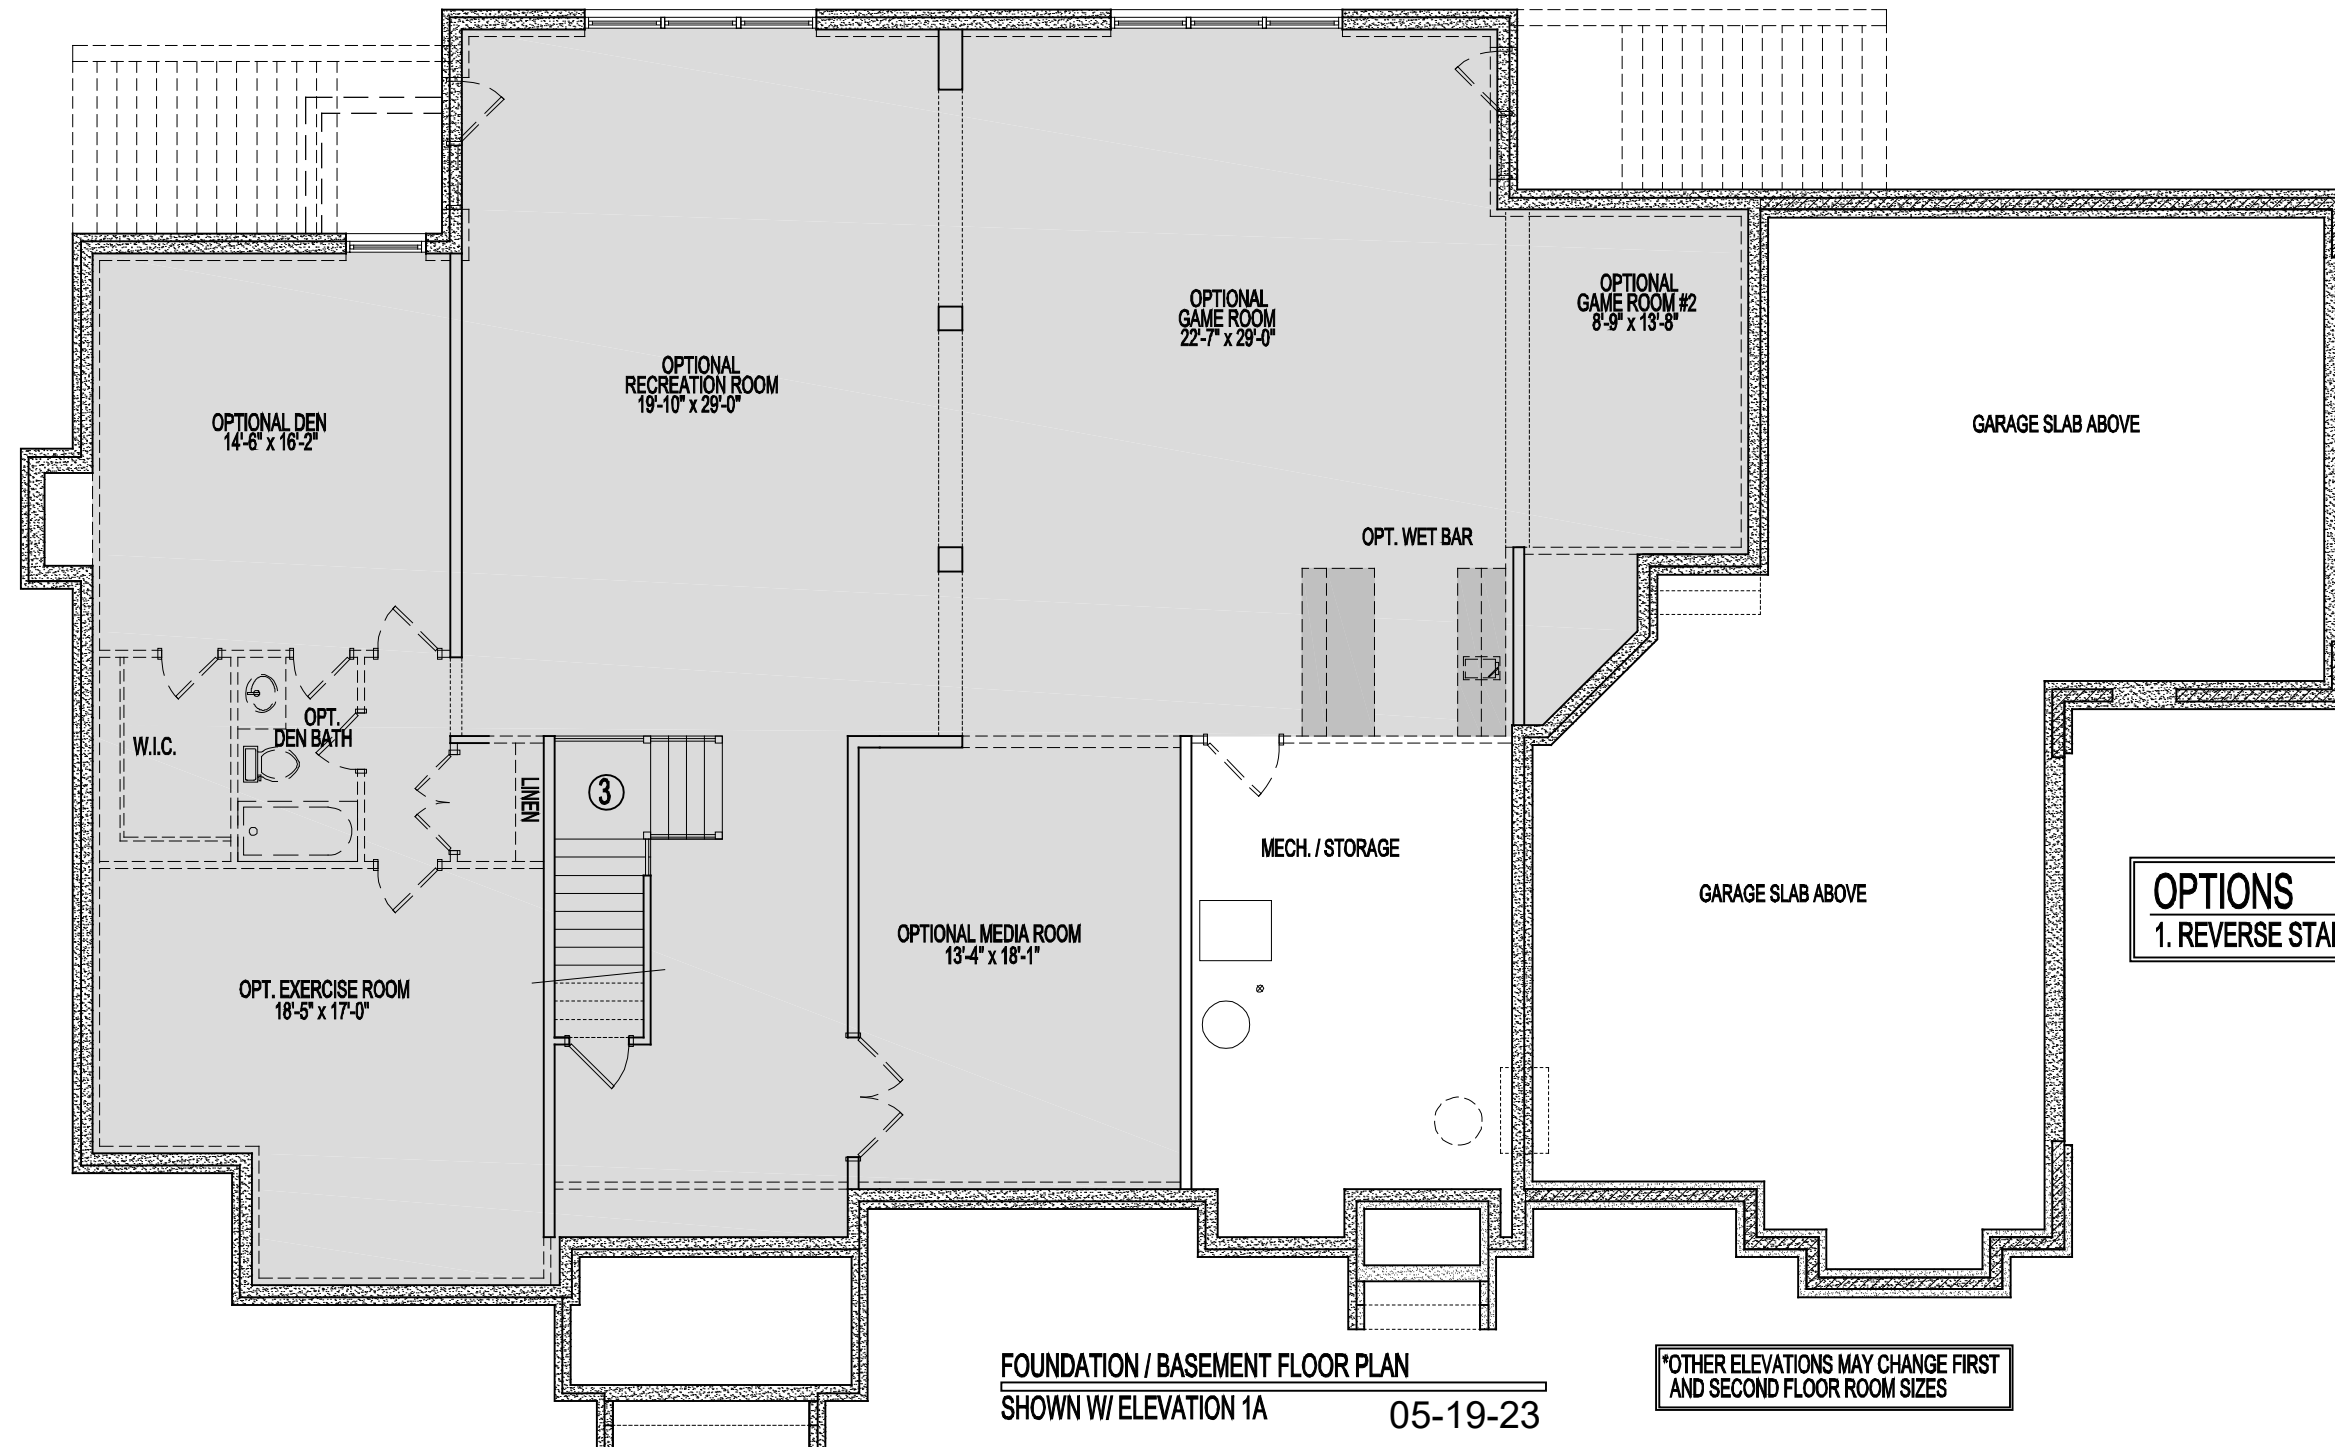 OPTIONAL
GAME ROOM #2
8'-9" x 13'-8"
OPTIONAL
GAME ROOM
22'-7" x 29'-0"
OPTIONAL
RECREATION ROOM
19'-10" x 29'-0"
OPTIONAL DEN
14'-6" x 16'-2"
GARAGE SLAB ABOVE
OPT. WET BAR
OPT.
DEN BATH
W.I.C.
LINEN
3
MECH. / STORAGE
GARAGE SLAB ABOVE
OPTIONS
1. REVERSE STAI
OPTIONAL MEDIA ROOM
13'-4" x 18'-1"
OPT. EXERCISE ROOM
18'-5" x 17'-0"
FOUNDATION / BASEMENT FLOOR PLAN
SHOWN W/ ELEVATION 1A
05-19-23
*OTHER ELEVATIONS MAY CHANGE FIRST
AND SECOND FLOOR ROOM SIZES